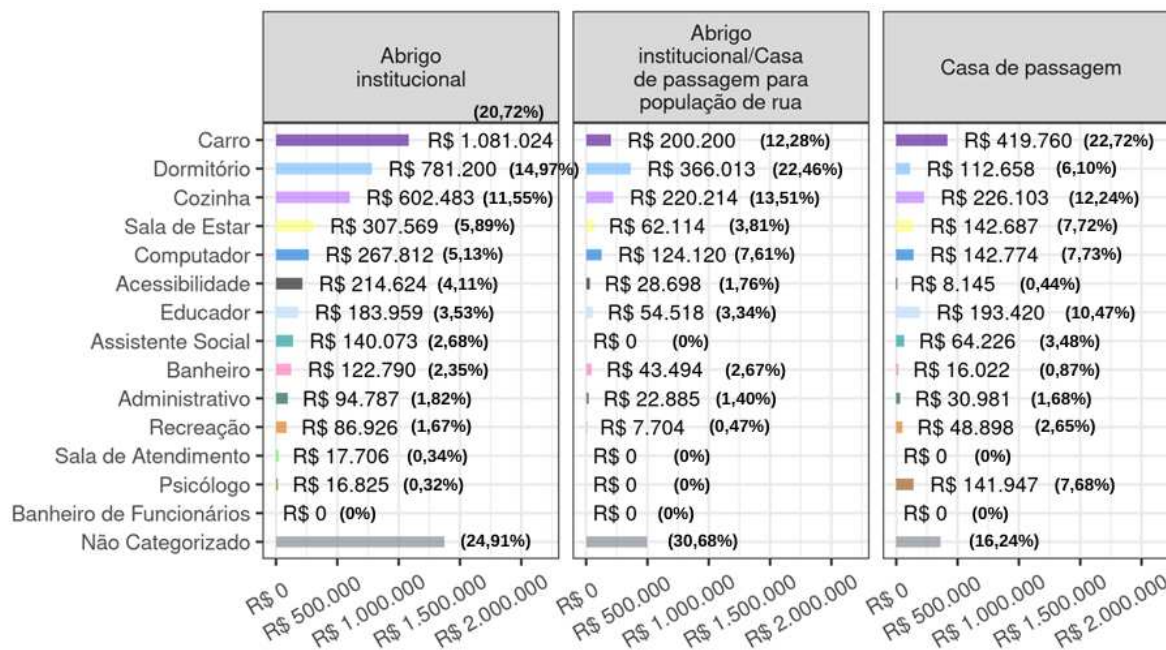 Abrigo
institucional
Abrigo
institucional/Casa
de passagem para
população de rua
Casa de passagem
(20,72%)
Carro R$ 1.081.024 R$ 200.200 (12,28%) R$ 419.760 (22,72%)
Dormitório R$ 781.200 (14,97%) R$ 366.013 (22,46%) R$ 112.658 (6,10%)
Cozinha R$ 602.483 (11,55%) R$ 220.214 (13,51%) R$ 226.103 (12,24%)
Sala de Estar R$ 307.569 (5,89%) R$ 62.114 (3,81%) R$ 142.687 (7,72%)
Computador R$ 267.812 (5,13%) R$ 124.120 (7,61%) R$ 142.774 (7,73%)
Acessibilidade R$ 214.624 (4,11%) R$ 28.698 (1,76%) R$ 8.145 (0,44%)
Educador R$ 183.959 (3,53%) R$ 54.518 (3,34%) R$ 193.420 (10,47%)
Assistente Social R$ 140.073 (2,68%) R$ 0 (0%) R$ 64.226 (3,48%)
Banheiro R$ 122.790 (2,35%) R$ 43.494 (2,67%) R$ 16.022 (0,87%)
Administrativo R$ 94.787 (1,82%) R$ 22.885 (1,40%) R$ 30.981 (1,68%)
Recreação R$ 86.926 (1,67%) R$ 7.704 (0,47%) R$ 48.898 (2,65%)
Sala de Atendimento R$ 17.706 (0,34%) R$ 0 (0%) R$ 0 (0%)
Psicólogo R$ 16.825 (0,32%) R$ 0 (0%) R$ 141.947 (7,68%)
Banheiro de Funcionários R$ 0 (0%) R$ 0 (0%) R$ 0 (0%)
Não Categorizado (24,91%) (30,68%) (16,24%)
R$ 0 R$ 500.000 R$ 1.000.000 R$ 1.500.000 R$ 2.000.000 R$ 0 R$ 500.000 R$ 1.000.000 R$ 1.500.000 R$ 2.000.000 R$ 0 R$ 500.000 R$ 1.000.000 R$ 1.500.000 R$ 2.000.000